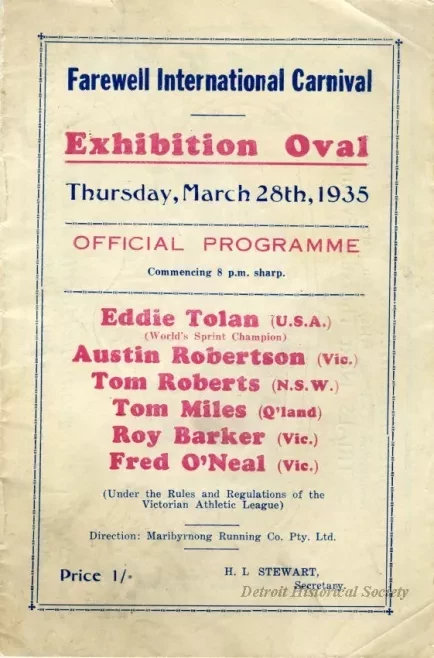 Farewell International Carnival
Exhibition Oval
Thursday, March 28th, 1935
OFFICIAL PROGRAMME
Commencing 8 p.m. sharp.
Eddie Tolan (U.S.A.)
(World's Sprint Champion)
Austin Robertson (Vic.)
Tom Roberts (N.S.W.)
Tom Miles (Q'land)
Roy Barker (Vic.)
Fred O'Neal (Vic.)
(Under the Rules and Regulations of the
Victorian Athletic League)
Direction: Maribyrnong Running Co. Pty. Ltd.
Price 1/-
H. L STEWART,
Secretary.
Detroit Historical Society